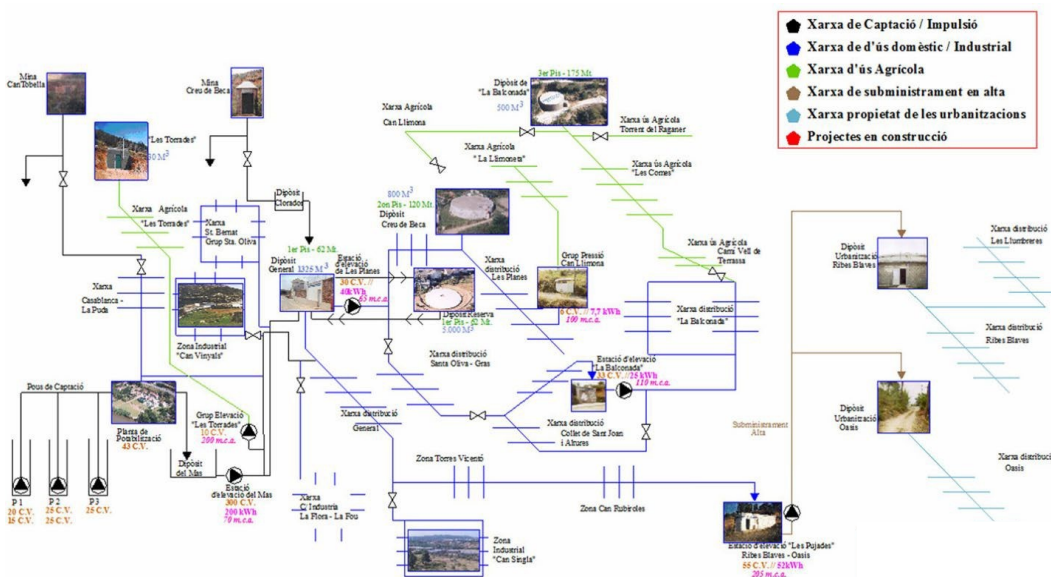 Xarxa de Captació / Impulsió
Xarxa de d'ús domèstic / Industrial
Xarxa d'ús Agrícola
Xarxa de subministrament en alta
Xarxa propietat de les urbanitzacions
Projectes en construcció
Mina
CanTobella
Mina
Creu de Beca
"Les Torrades"
30 M3
Xarxa Agrícola
"Les Torrades"
Xarxa
St. Bernat
Grup Sta. Oliva
Dipòsit
Clorador
Xarxa
Casablanca -
La Puda
Zona Industrial
"Can Vinyals"
1er Pis - 62 Mt.
Dipòsit
General
1325 M3
Estació
d'elevació
de Les Planes
30 C.V. //
40kWh
65 m.c.a.
Xarxa Agrícola
Can Llimona
3er Pis - 175 Mt.
Dipòsit de
"La Balconada"
500 M3
Xarxa ús Agrícola
Torrent del Raganer
Xarxa Agrícola
"La Llimoneta"
Xarxa ús Agrícola
"Les Comes"
800 M3
2on Pis - 120 Mt.
Dipòsit
Creu de Beca
Xarxa
distribució
Les Planes
Dipòsit Reserva
1er Pis - 62 Mt.
5.000 M3
Grup Pressió
Can Llimona
6 C.V. // 7,7 kWh
100 m.c.a.
Xarxa ús Agrícola
Camí Vell de
Terrassa
Xarxa distribució
"La Balconada"
Xarxa distribució
Santa Oliva - Gras
Estació d'elevació
"La Balconada"
33 C.V. // 25 kWh
110 m.c.a.
Xarxa distribució
Collet de Sant Joan
i Altures
Xarxa
distribució
General
Pous de Captació
P 1
20 C.V.
15 C.V.
P 2
25 C.V.
25 C.V.
P 3
25 C.V.
Planta de
Potabilització
43 C.V.
Grup Elevació
"Les Torrades"
10 C.V.
200 m.c.a.
Dipòsit
del Mas
Estació
d'elevació del Mas
300 C.V.
200 kWh
70 m.c.a.
Xarxa
C/ Industria
La Flora - La Fou
Zona
Industrial
"Can Singla"
Zona Torres Vicentó
Zona Can Rubiroles
Estació d'elevació "Les Pujades"
Ribes Blaves - Oasis
55 C.V. // 52kWh
205 m.c.a.
Subministrament
Alta
Dipòsit
Urbanització
Ribes Blaves
Xarxa distribució
Les Llumbreres
Xarxa distribució
Ribes Blaves
Dipòsit
Urbanització
Oasis
Xarxa distribució
Oasis